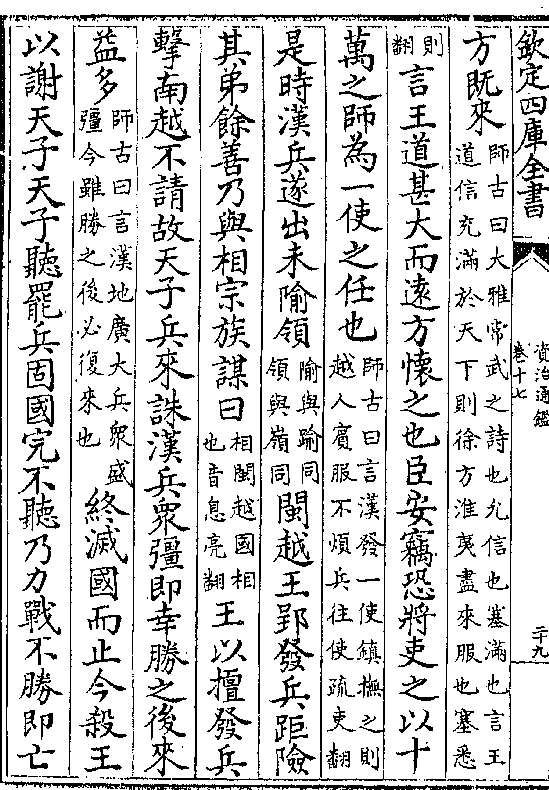 欽定四庫全書
資治通鑑
卷十七
二十九
方既來師古曰大雅常武之詩也允信也塞滿也言王
道信充滿於天下則徐方淮夷盡來服也塞悉
則
翻言王道甚大而逺方懷之也臣安竊恐將吏之以十
萬之師為一使之任也師古曰言漢發一使鎮撫之則
越人賓服不煩兵往使疏吏翻
是時漢兵遂出未隃領隃與踰同
領與嶺同閩越王郢發兵距險
其弟餘善乃與相宗族謀曰相閩越國相
也音息亮翻王以擅發兵
擊南越不請故天子兵來誅漢兵衆彊即幸勝之後來
益多師古曰言漢地廣大兵衆盛
彊今雖勝之後必復來也終滅國而止今殺王
以謝天子天子聽罷兵固國完不聽乃力戰不勝即亡